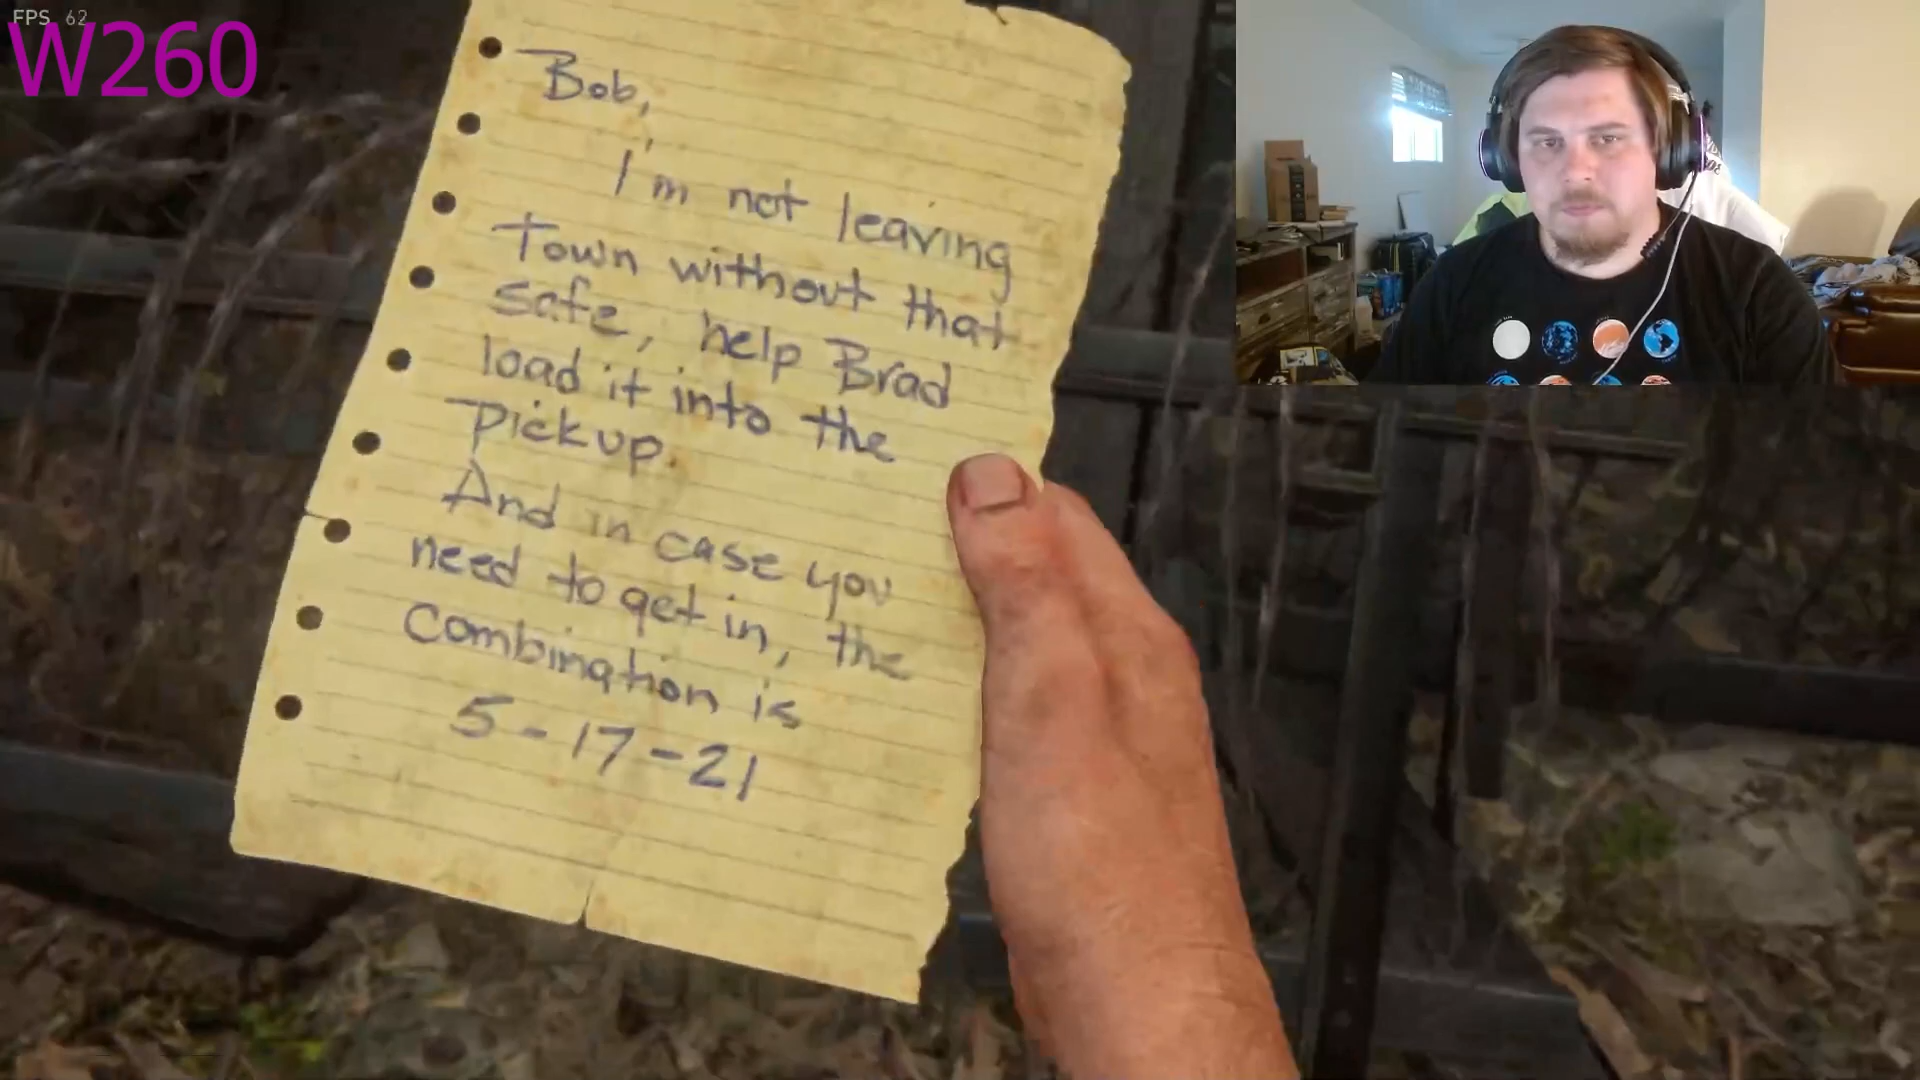 FPS 62
W260
Bob,
I'm not leaving
Town without that
safe, help Brad
load it into the
Pickup.
And in case you
need to get in, the
Combination is
5-17-21